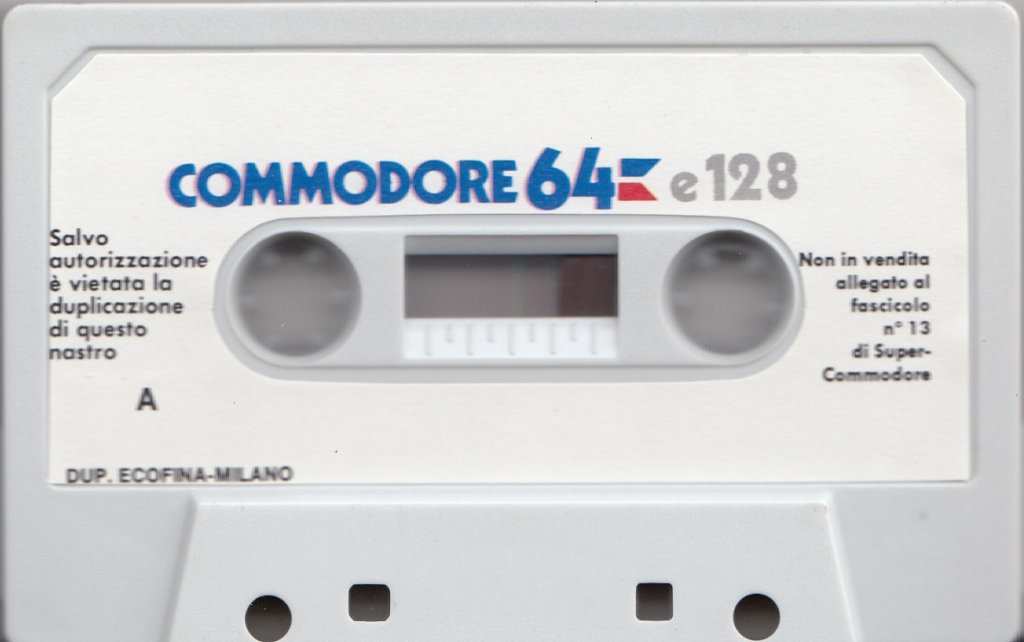 COMMODORE 64 e 128
Salvo
autorizzazione
è vietata la
duplicazione
di questo
nastro
A
Non in vendita
allegato al
fascicolo
n° 13
di Super-
Commodore
DUP. ECOFINA-MILANO